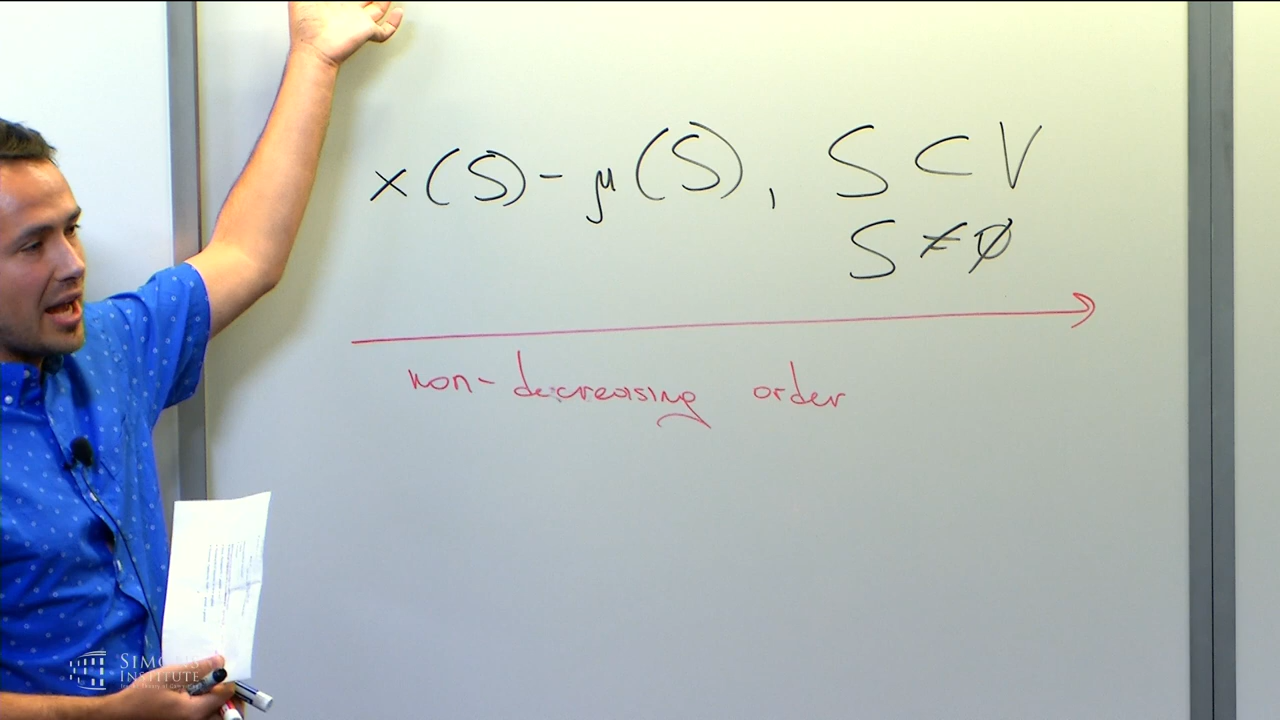 x(S) - μ(S), S ⊂ V
S ≠ ∅
non-decreasing order
SIMONS
INSTITUTE